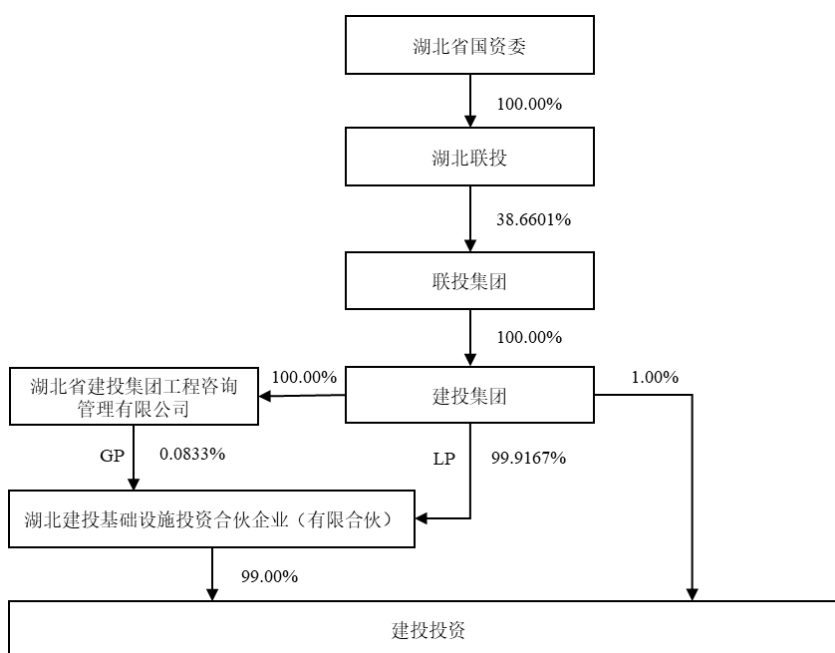 湖北省国资委
100.00%
湖北联投
38.6601%
联投集团
100.00%
湖北省建投集团工程咨询
管理有限公司
100.00%
建投集团
1.00%
GP
0.0833%
LP
99.9167%
湖北建投基础设施投资合伙企业（有限合伙）
99.00%
建投投资